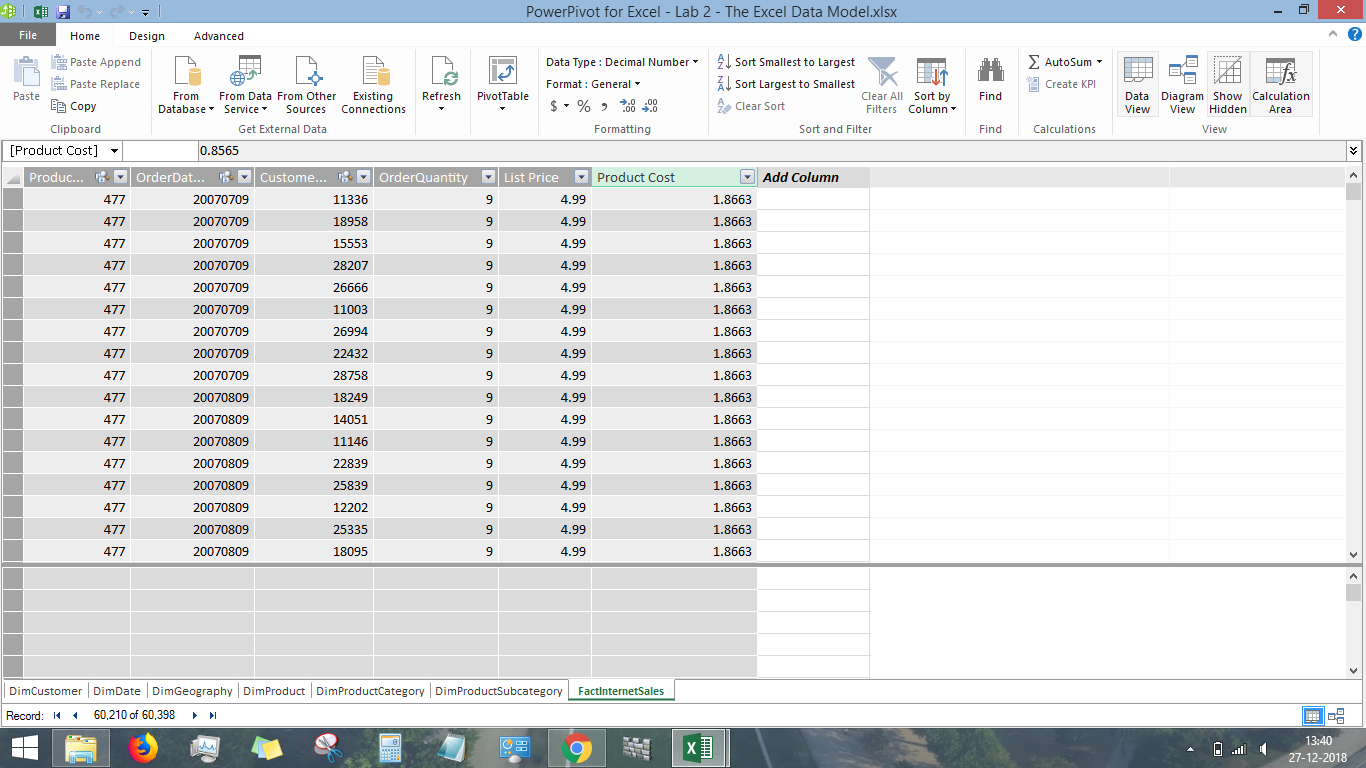 PowerPivot for Excel - Lab 2 - The Excel Data Model.xlsx
File Home Design Advanced
Paste
Paste Append
Paste Replace
Copy
Clipboard
From Database
From Data Service
From Other Sources
Existing Connections
Get External Data
Refresh
PivotTable
Data Type : Decimal Number
Format : General
$ % , .00 .00
Formatting
Sort Smallest to Largest
Sort Largest to Smallest
Clear Sort
Clear All Filters
Sort by Column
Sort and Filter
Find
Find
AutoSum
Create KPI
Calculations
Data View
Diagram View
Show Hidden
Calculation Area
View
[Product Cost] 0.8565
Produc... OrderDat... Custome... OrderQuantity List Price Product Cost Add Column
477 20070709 11336 9 4.99 1.8663
477 20070709 18958 9 4.99 1.8663
477 20070709 15553 9 4.99 1.8663
477 20070709 28207 9 4.99 1.8663
477 20070709 26666 9 4.99 1.8663
477 20070709 11003 9 4.99 1.8663
477 20070709 26994 9 4.99 1.8663
477 20070709 22432 9 4.99 1.8663
477 20070709 28758 9 4.99 1.8663
477 20070809 18249 9 4.99 1.8663
477 20070809 14051 9 4.99 1.8663
477 20070809 11146 9 4.99 1.8663
477 20070809 22839 9 4.99 1.8663
477 20070809 25839 9 4.99 1.8663
477 20070809 12202 9 4.99 1.8663
477 20070809 25335 9 4.99 1.8663
477 20070809 18095 9 4.99 1.8663
DimCustomer DimDate DimGeography DimProduct DimProductCategory DimProductSubcategory FactInternetSales
Record: 60,210 of 60,398
13:40
27-12-2018